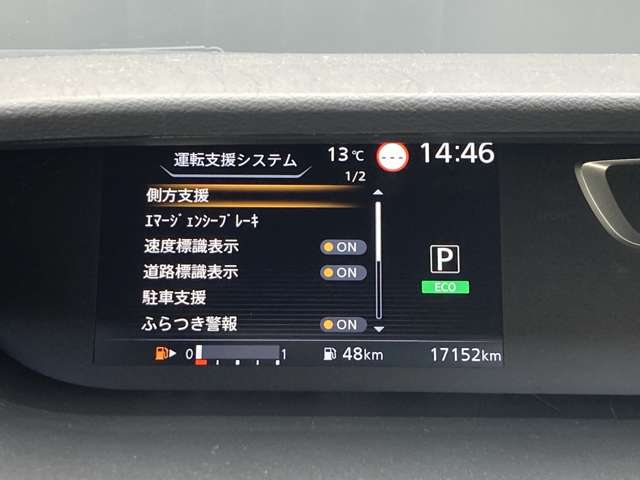 運転支援システム 13℃ --- 14:46
1/2
側方支援
ｴﾏｰｼﾞｪﾝｼｰﾌﾞﾚｰｷ
速度標識表示 ON
道路標識表示 ON
P
駐車支援
ECO
ふらつき警報 ON
0 1 48km 17152km